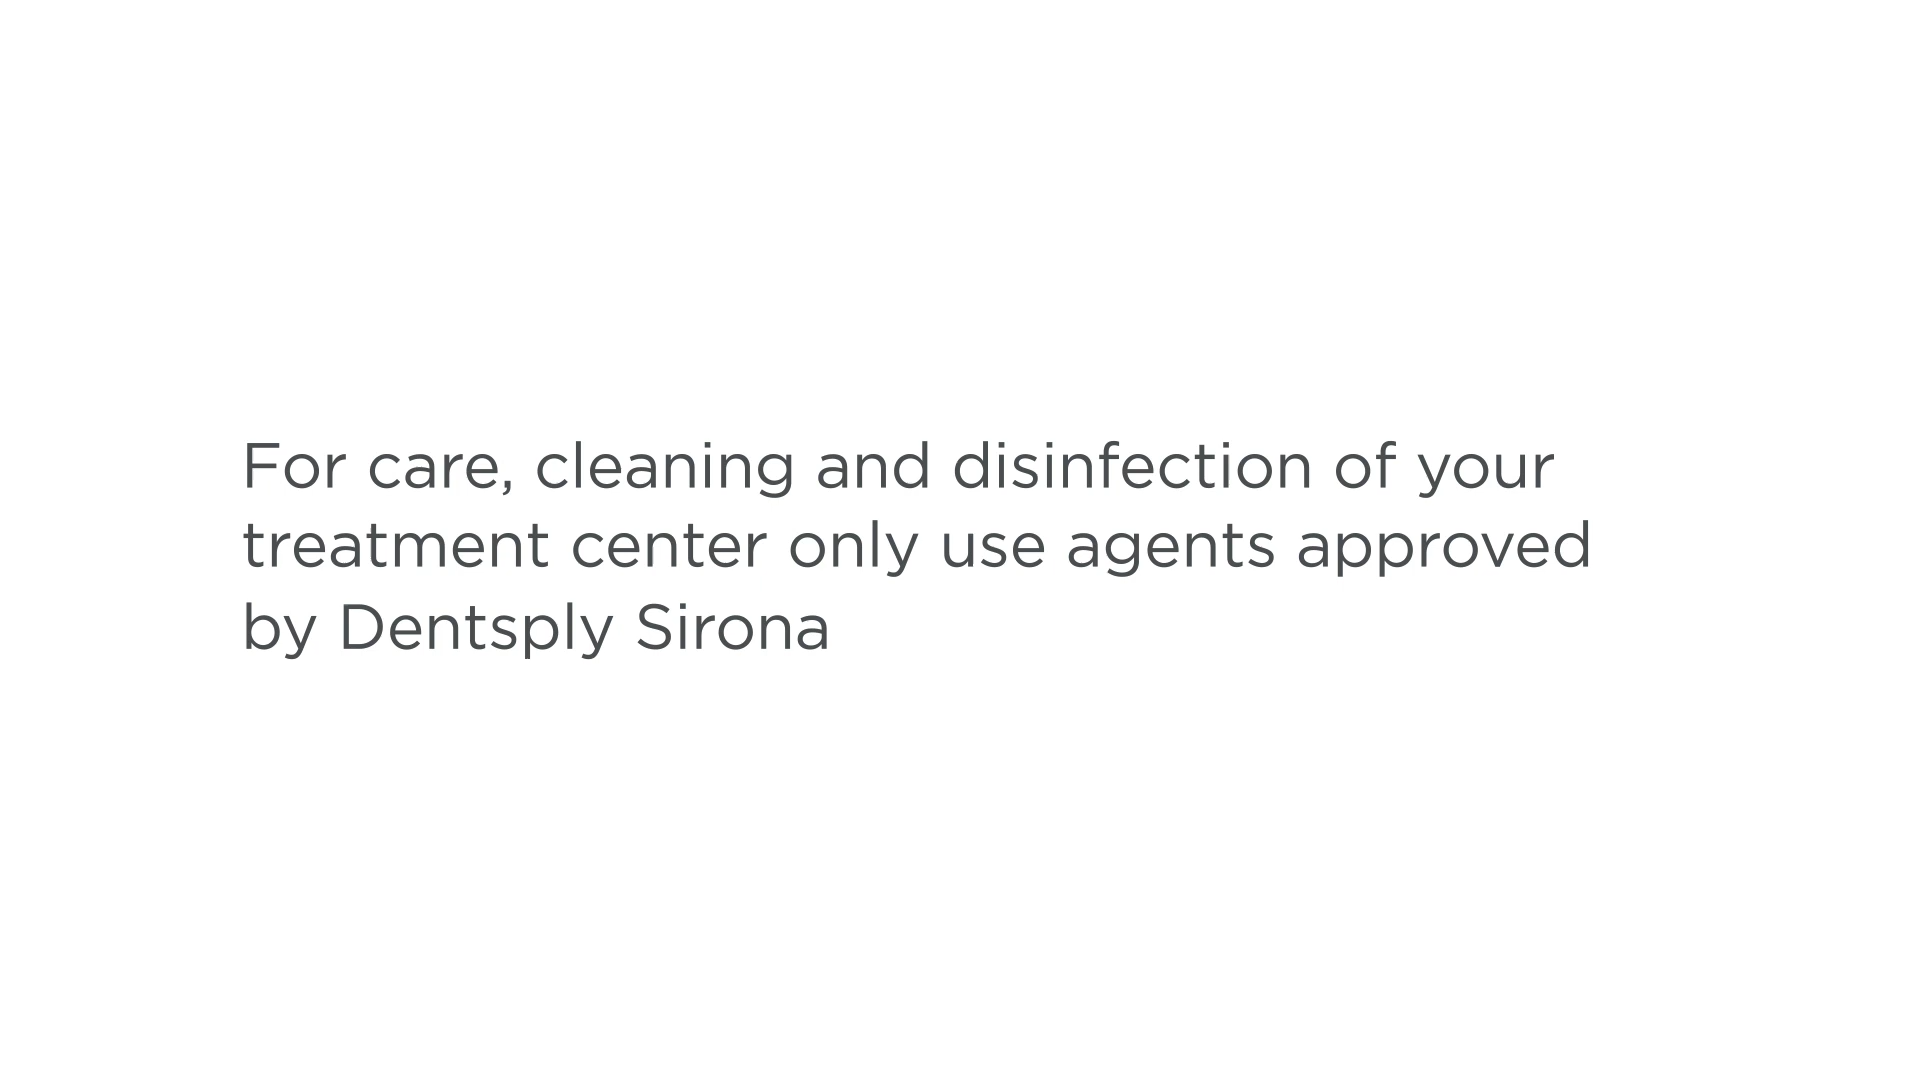 For care, cleaning and disinfection of your
treatment center only use agents approved
by Dentsply Sirona